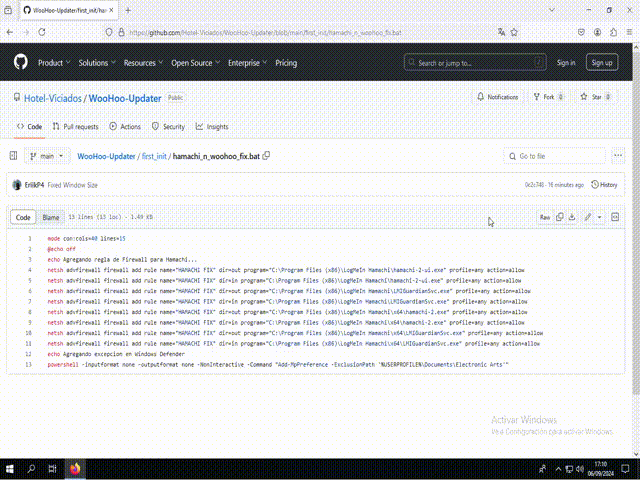 WooHoo-Updater/first_init/ham
https://github.com/Hotel-Viciados/WooHoo-Updater/blob/main/first_init/hamachi_n_woohoo_fix.bat
Product Solutions Resources Open Source Enterprise Pricing Search or jump to... / Sign in Sign up
Hotel-Viciados / WooHoo-Updater Public Notifications Fork 0 Star 0
Code Pull requests Actions Security Insights
main WooHoo-Updater / first_init / hamachi_n_woohoo_fix.bat Go to file
ErlikP4 Fixed Window Size 16 minutes ago History
Code Blame 13 lines (13 loc) · 1.49 KB Raw
1 mode con:cols=40 lines=15
2 @echo off
3 echo Agregando regla de Firewall para Hamachi...
4 netsh advfirewall firewall add rule name="HAMACHI FIX" dir=out program="C:\Program Files (x86)\LogMeIn Hamachi\hamachi-2-ui.exe" profile=any action=allow
5 netsh advfirewall firewall add rule name="HAMACHI FIX" dir=in program="C:\Program Files (x86)\LogMeIn Hamachi\hamachi-2-ui.exe" profile=any action=allow
6 netsh advfirewall firewall add rule name="HAMACHI FIX" dir=out program="C:\Program Files (x86)\LogMeIn Hamachi\LMIGuardianSvc.exe" profile=any action=allow
7 netsh advfirewall firewall add rule name="HAMACHI FIX" dir=in program="C:\Program Files (x86)\LogMeIn Hamachi\LMIGuardianSvc.exe" profile=any action=allow
8 netsh advfirewall firewall add rule name="HAMACHI FIX" dir=out program="C:\Program Files (x86)\LogMeIn Hamachi\x64\hamachi-2.exe" profile=any action=allow
9 netsh advfirewall firewall add rule name="HAMACHI FIX" dir=in program="C:\Program Files (x86)\LogMeIn Hamachi\x64\hamachi-2.exe" profile=any action=allow
10 netsh advfirewall firewall add rule name="HAMACHI FIX" dir=out program="C:\Program Files (x86)\LogMeIn Hamachi\x64\LMIGuardianSvc.exe" profile=any action=allow
11 netsh advfirewall firewall add rule name="HAMACHI FIX" dir=in program="C:\Program Files (x86)\LogMeIn Hamachi\x64\LMIGuardianSvc.exe" profile=any action=allow
12 echo Agregando excepcion en Windows Defender
13 powershell -inputformat none -outputformat none -NonInteractive -Command "Add-MpPreference -ExclusionPath '%USERPROFILE%\Documents\Electronic Arts'"
Activar Windows
Ve a Configuración para activar Windows.
17:10
06/09/2024